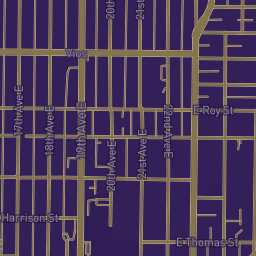 20th
21st
Vios
17th Ave E
18th Ave E
19th Ave E
20th Ave E
21st Ave E
22nd Ave E
E Roy St
Harrison St
E Thomas St